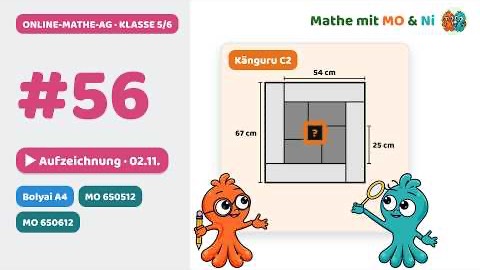 ONLINE-MATHE-AG · KLASSE 5/6
#56
▶ Aufzeichnung · 02.11.
Bolyai A4
MO 650512
MO 650612
Mathe mit MO & Ni
Känguru C2
54 cm
67 cm
?
25 cm